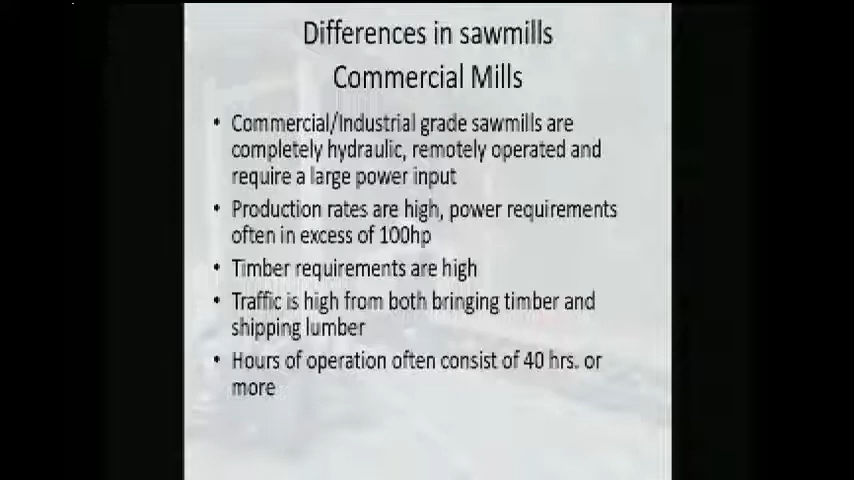 Differences in sawmills
Commercial Mills
• Commercial/Industrial grade sawmills are
completely hydraulic, remotely operated and
require a large power input
• Production rates are high, power requirements
often in excess of 100hp
• Timber requirements are high
• Traffic is high from both bringing timber and
shipping lumber
• Hours of operation often consist of 40 hrs. or
more